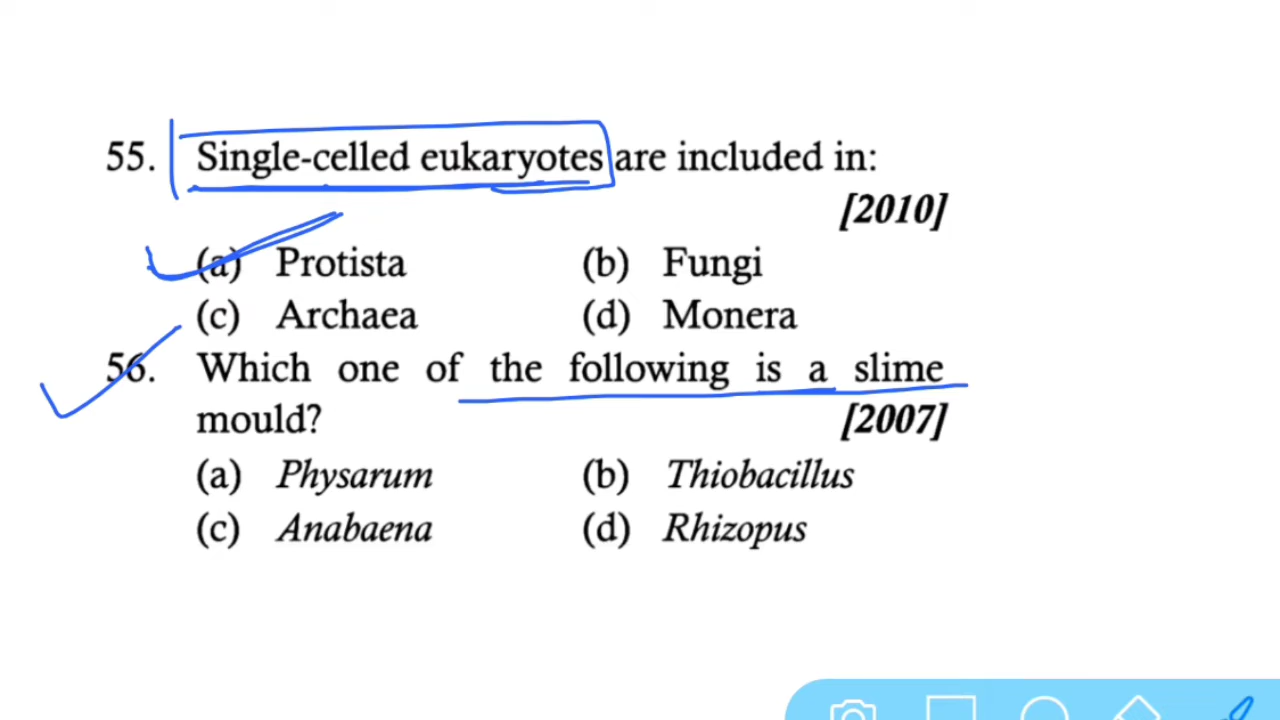 55. Single-celled eukaryotes are included in:
[2010]
(a) Protista (b) Fungi
(c) Archaea (d) Monera
56. Which one of the following is a slime
mould? [2007]
(a) Physarum (b) Thiobacillus
(c) Anabaena (d) Rhizopus